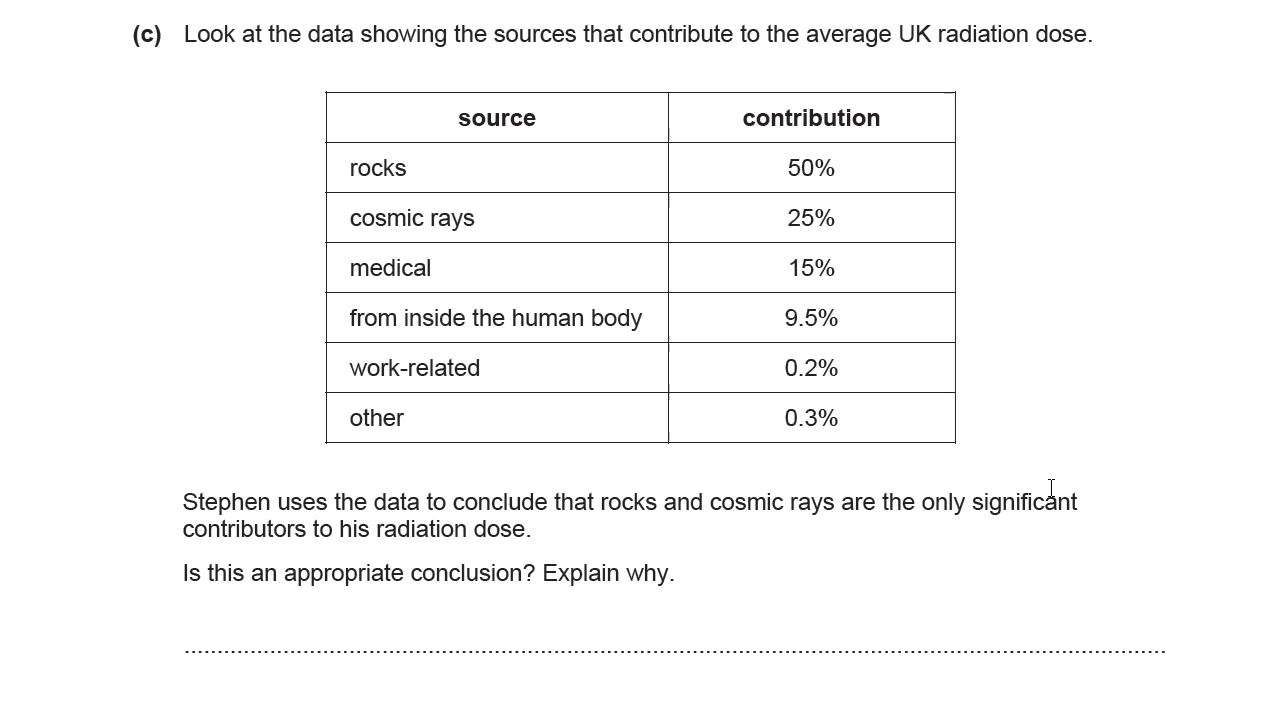 (c) Look at the data showing the sources that contribute to the average UK radiation dose.
source contribution
rocks 50%
cosmic rays 25%
medical 15%
from inside the human body 9.5%
work-related 0.2%
other 0.3%
Stephen uses the data to conclude that rocks and cosmic rays are the only significant
contributors to his radiation dose.
Is this an appropriate conclusion? Explain why.